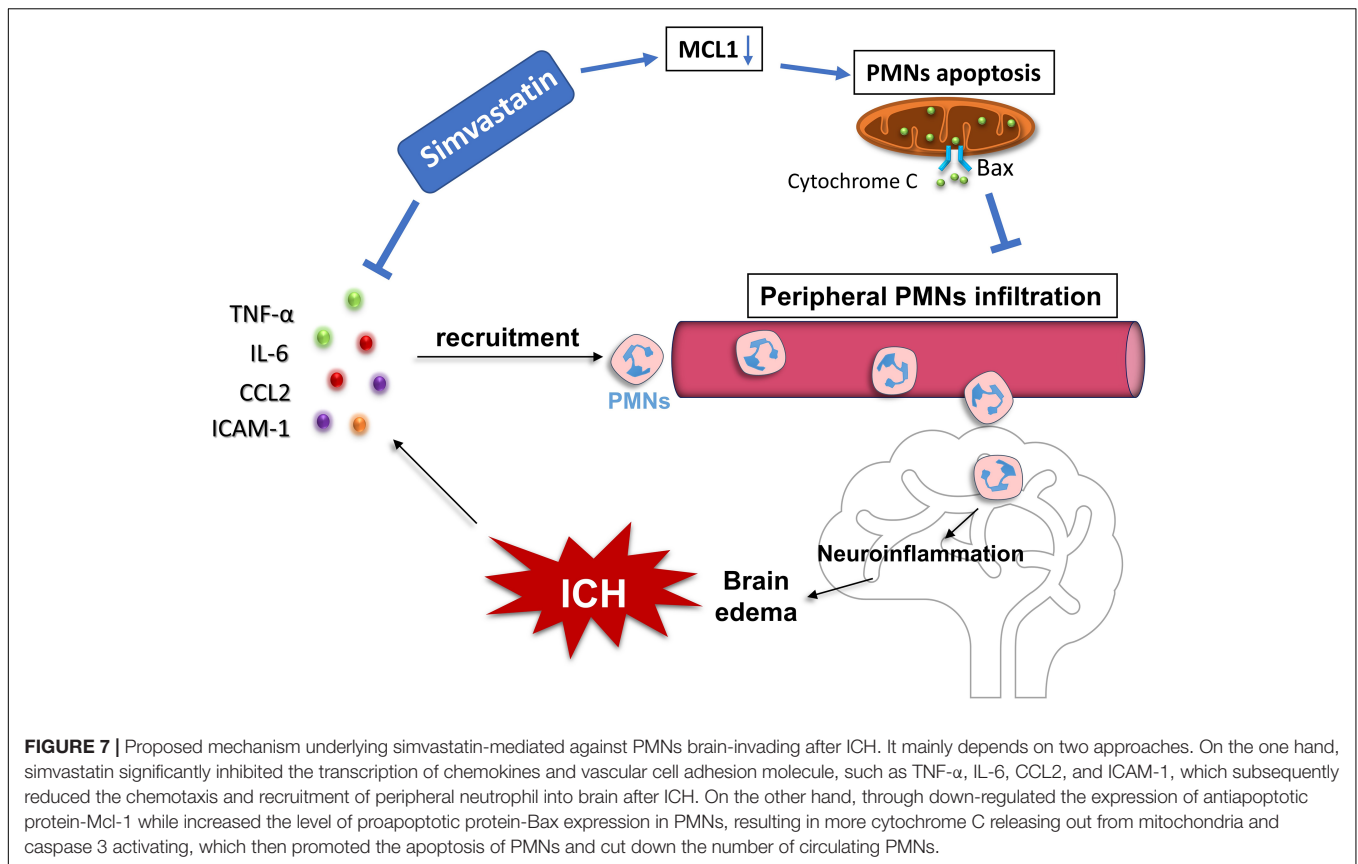 MCL1↓
PMNs apoptosis
Simvastatin
Cytochrome C
Bax
Peripheral PMNs infiltration
TNF-α
IL-6
CCL2
ICAM-1
recruitment
PMNs
Neuroinflammation
Brain
edema
ICH
FIGURE 7 | Proposed mechanism underlying simvastatin-mediated against PMNs brain-invading after ICH. It mainly depends on two approaches. On the one hand,
simvastatin significantly inhibited the transcription of chemokines and vascular cell adhesion molecule, such as TNF-α, IL-6, CCL2, and ICAM-1, which subsequently
reduced the chemotaxis and recruitment of peripheral neutrophil into brain after ICH. On the other hand, through down-regulated the expression of antiapoptotic
protein-Mcl-1 while increased the level of proapoptotic protein-Bax expression in PMNs, resulting in more cytochrome C releasing out from mitochondria and
caspase 3 activating, which then promoted the apoptosis of PMNs and cut down the number of circulating PMNs.